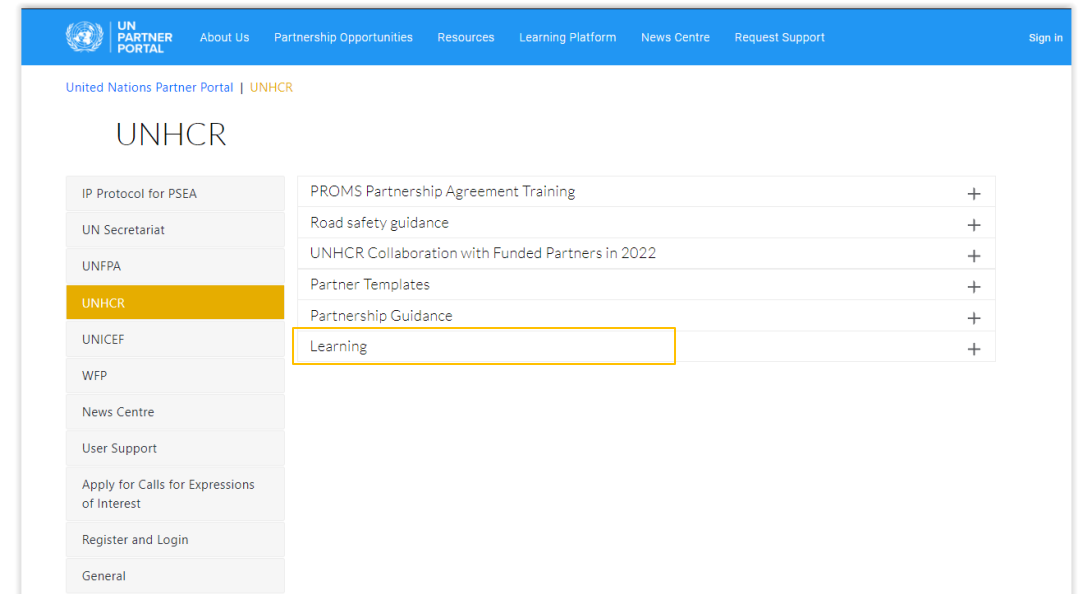 UN
PARTNER
PORTAL
About Us
Partnership Opportunities
Resources
Learning Platform
News Centre
Request Support
Sign in
United Nations Partner Portal | UNHCR
UNHCR
IP Protocol for PSEA
UN Secretariat
UNFPA
UNHCR
UNICEF
WFP
News Centre
User Support
Apply for Calls for Expressions
of Interest
Register and Login
General
PROMS Partnership Agreement Training
Road safety guidance
UNHCR Collaboration with Funded Partners in 2022
Partner Templates
Partnership Guidance
Learning